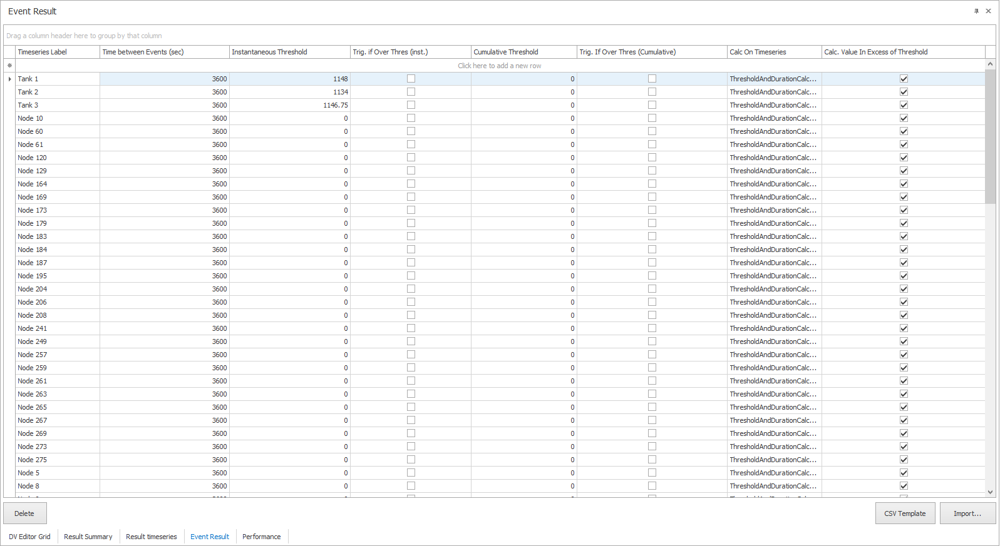 Event Result
Drag a column header here to group by that column
Timeseries Label Time between Events (sec) Instantaneous Threshold Trig. if Over Thres (inst.) Cumulative Threshold Trig. If Over Thres (Cumulative) Calc On Timeseries Calc. Value In Excess of Threshold
Click here to add a new row
Tank 1 3600 1148 0 ThresholdAndDurationCalc...
Tank 2 3600 1134 0 ThresholdAndDurationCalc...
Tank 3 3600 1146.75 0 ThresholdAndDurationCalc...
Node 10 3600 0 0 ThresholdAndDurationCalc...
Node 60 3600 0 0 ThresholdAndDurationCalc...
Node 61 3600 0 0 ThresholdAndDurationCalc...
Node 120 3600 0 0 ThresholdAndDurationCalc...
Node 129 3600 0 0 ThresholdAndDurationCalc...
Node 164 3600 0 0 ThresholdAndDurationCalc...
Node 169 3600 0 0 ThresholdAndDurationCalc...
Node 173 3600 0 0 ThresholdAndDurationCalc...
Node 179 3600 0 0 ThresholdAndDurationCalc...
Node 183 3600 0 0 ThresholdAndDurationCalc...
Node 184 3600 0 0 ThresholdAndDurationCalc...
Node 187 3600 0 0 ThresholdAndDurationCalc...
Node 195 3600 0 0 ThresholdAndDurationCalc...
Node 204 3600 0 0 ThresholdAndDurationCalc...
Node 206 3600 0 0 ThresholdAndDurationCalc...
Node 208 3600 0 0 ThresholdAndDurationCalc...
Node 241 3600 0 0 ThresholdAndDurationCalc...
Node 249 3600 0 0 ThresholdAndDurationCalc...
Node 257 3600 0 0 ThresholdAndDurationCalc...
Node 259 3600 0 0 ThresholdAndDurationCalc...
Node 261 3600 0 0 ThresholdAndDurationCalc...
Node 263 3600 0 0 ThresholdAndDurationCalc...
Node 265 3600 0 0 ThresholdAndDurationCalc...
Node 267 3600 0 0 ThresholdAndDurationCalc...
Node 269 3600 0 0 ThresholdAndDurationCalc...
Node 273 3600 0 0 ThresholdAndDurationCalc...
Node 275 3600 0 0 ThresholdAndDurationCalc...
Node 5 3600 0 0 ThresholdAndDurationCalc...
Node 8 3600 0 0 ThresholdAndDurationCalc...
Delete CSV Template Import...
DV Editor Grid Result Summary Result timeseries Event Result Performance